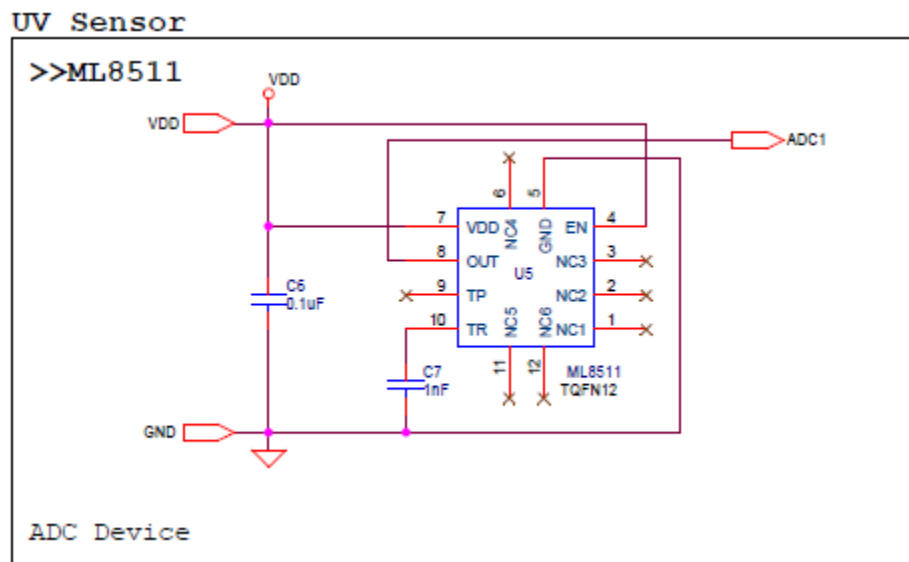 UV Sensor
>>ML8511
VDD
VDD
ADC1
6
5
7
VDD
NC4
GND
EN
4
8
OUT
U5
NC3
3
C6
0.1uF
9
TP
NC2
2
10
TR
NC5
NC6
NC1
1
C7
1nF
11
12
ML8511
TQFN12
GND
ADC Device